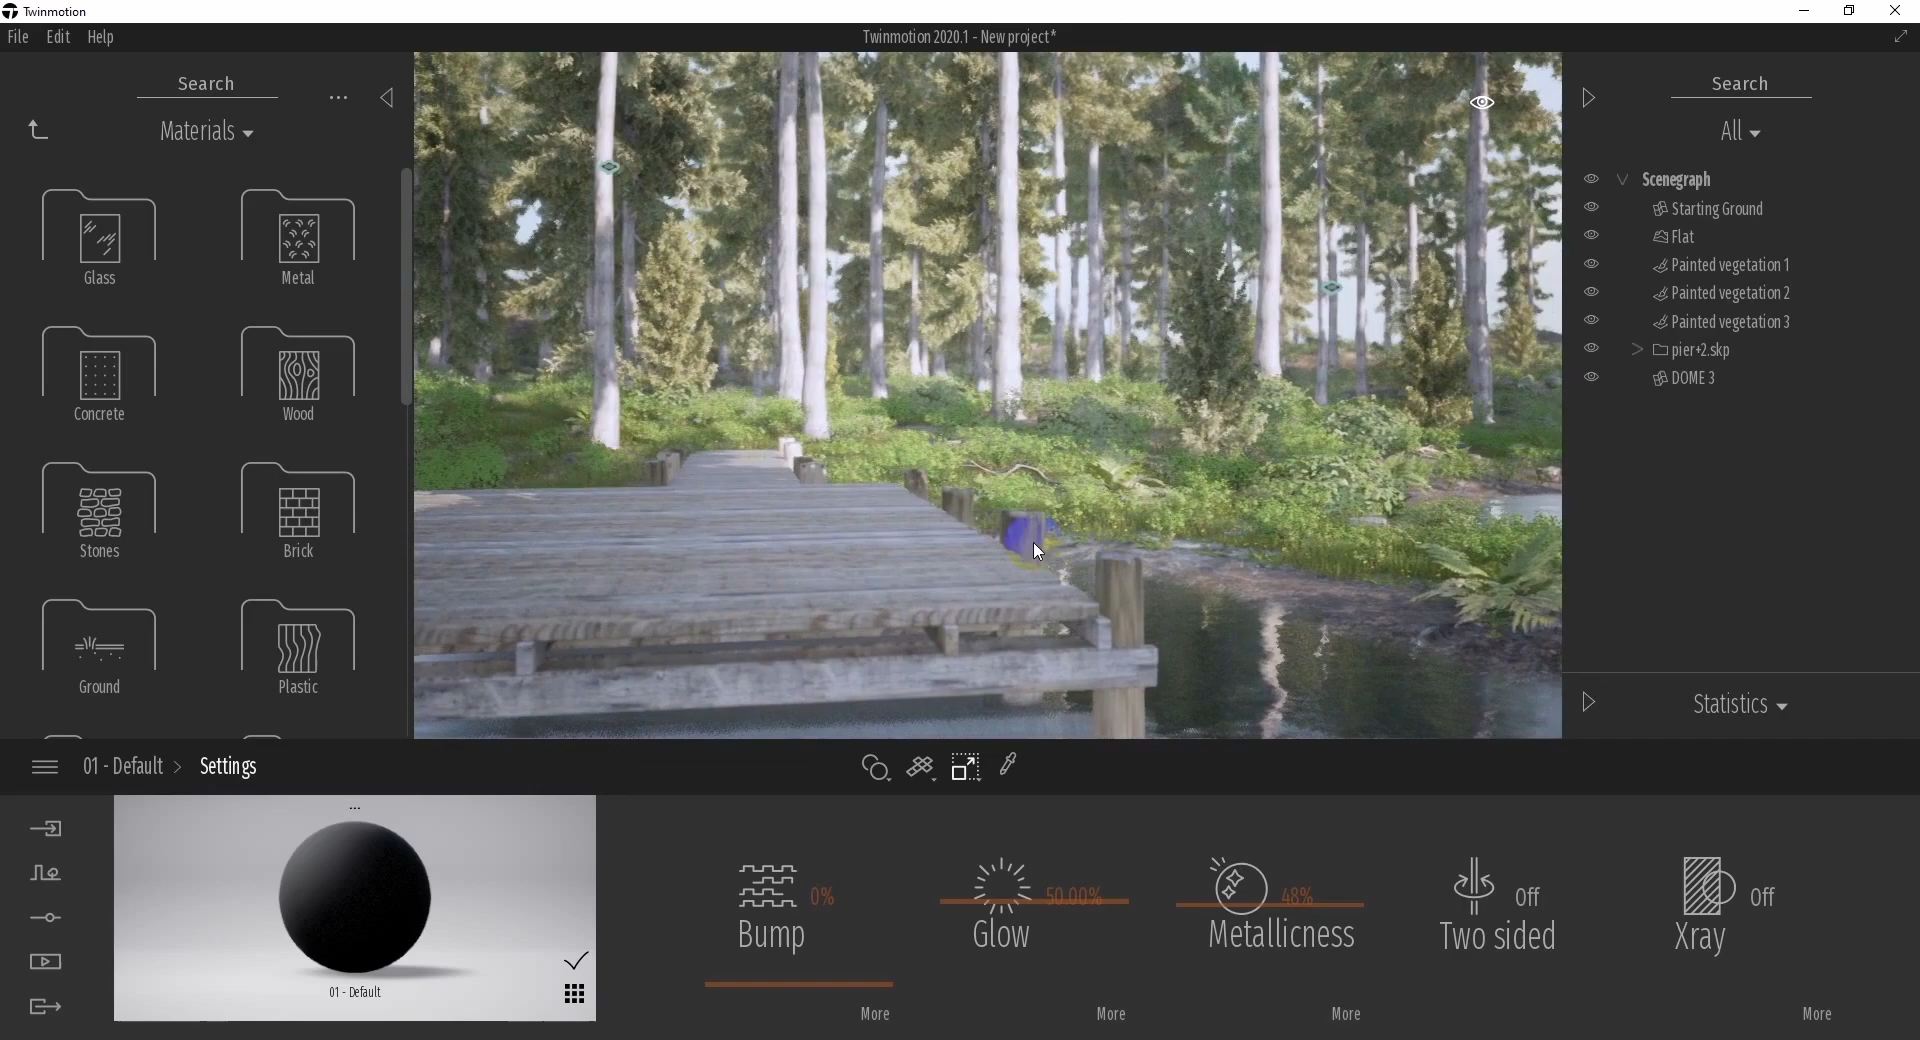 Twinmotion
File Edit Help
Twinmotion 2020.1 - New project*
Search
...
Materials
Glass
Metal
Concrete
Wood
Stones
Brick
Ground
Plastic
Search
All
Scenegraph
Starting Ground
Flat
Painted vegetation 1
Painted vegetation 2
Painted vegetation 3
pier+2.skp
DOME 3
Statistics
01 - Default > Settings
...
01 - Default
0%
Bump
More
50.00%
Glow
More
48%
Metallicness
More
Off
Two sided
Off
Xray
More